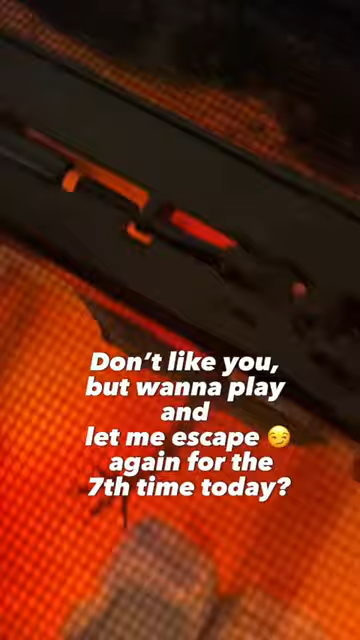 Don't like you,
but wanna play
and
let me escape 😏
again for the
7th time today?